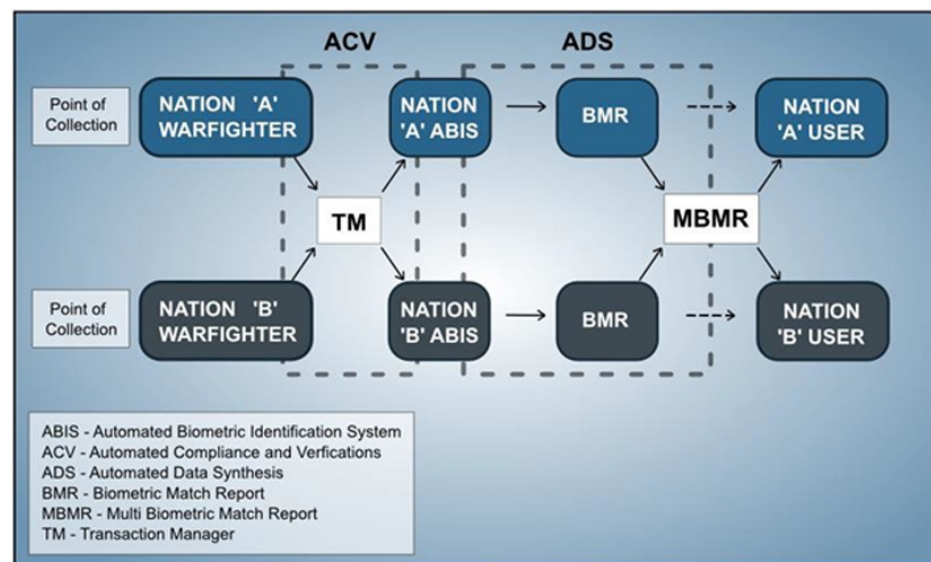 ACV
ADS
Point of
Collection
NATION 'A'
WARFIGHTER
NATION
'A' ABIS
BMR
NATION
'A' USER
TM
MBMR
Point of
Collection
NATION 'B'
WARFIGHTER
NATION
'B' ABIS
BMR
NATION
'B' USER
ABIS - Automated Biometric Identification System
ACV - Automated Compliance and Verfications
ADS - Automated Data Synthesis
BMR - Biometric Match Report
MBMR - Multi Biometric Match Report
TM - Transaction Manager